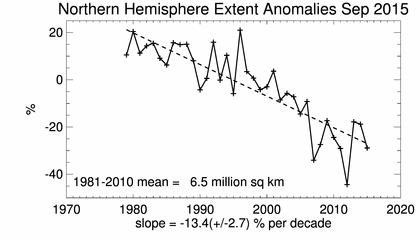 Northern Hemisphere Extent Anomalies Sep 2015
20
0
-20
-40
%
1981-2010 mean = 6.5 million sq km
1970 1980 1990 2000 2010 2020
slope = -13.4(+/-2.7) % per decade